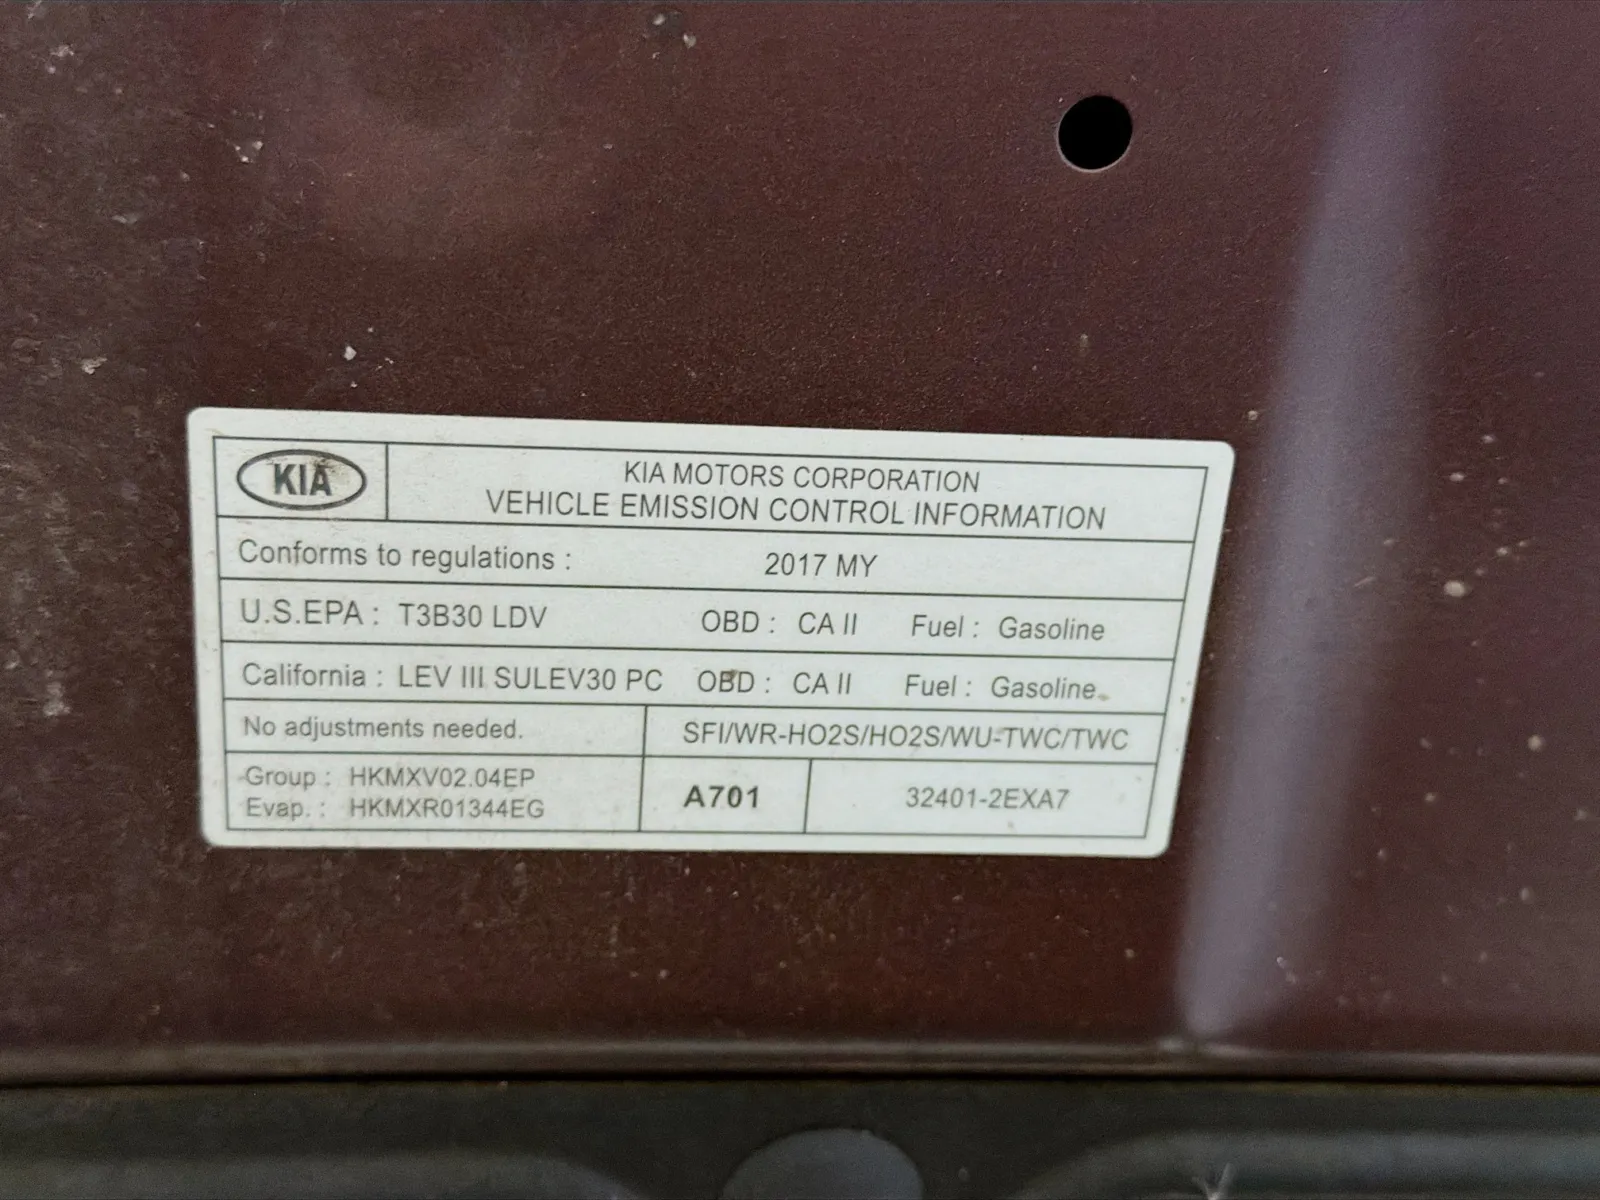 KIA
KIA MOTORS CORPORATION
VEHICLE EMISSION CONTROL INFORMATION
Conforms to regulations : 2017 MY
U.S.EPA : T3B30 LDV OBD : CA II Fuel : Gasoline
California : LEV III SULEV30 PC OBD : CA II Fuel : Gasoline
No adjustments needed. SFI/WR-HO2S/HO2S/WU-TWC/TWC
Group : HKMXV02.04EP
Evap. : HKMXR01344EG
A701 32401-2EXA7